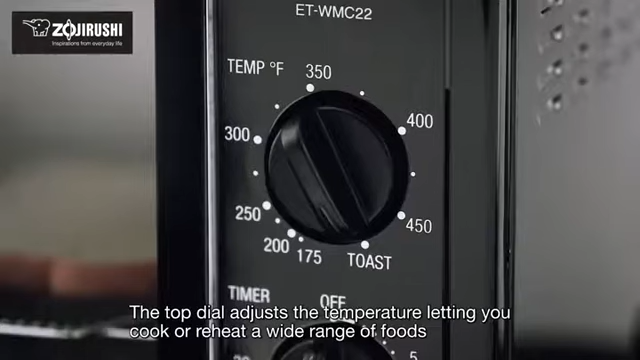 ZOJIRUSHI
Inspirations from everyday life
ET-WMC22
TEMP °F
350
400
300
250
450
200
175
TOAST
TIMER
OFF
The top dial adjusts the temperature letting you
cook or reheat a wide range of foods
5